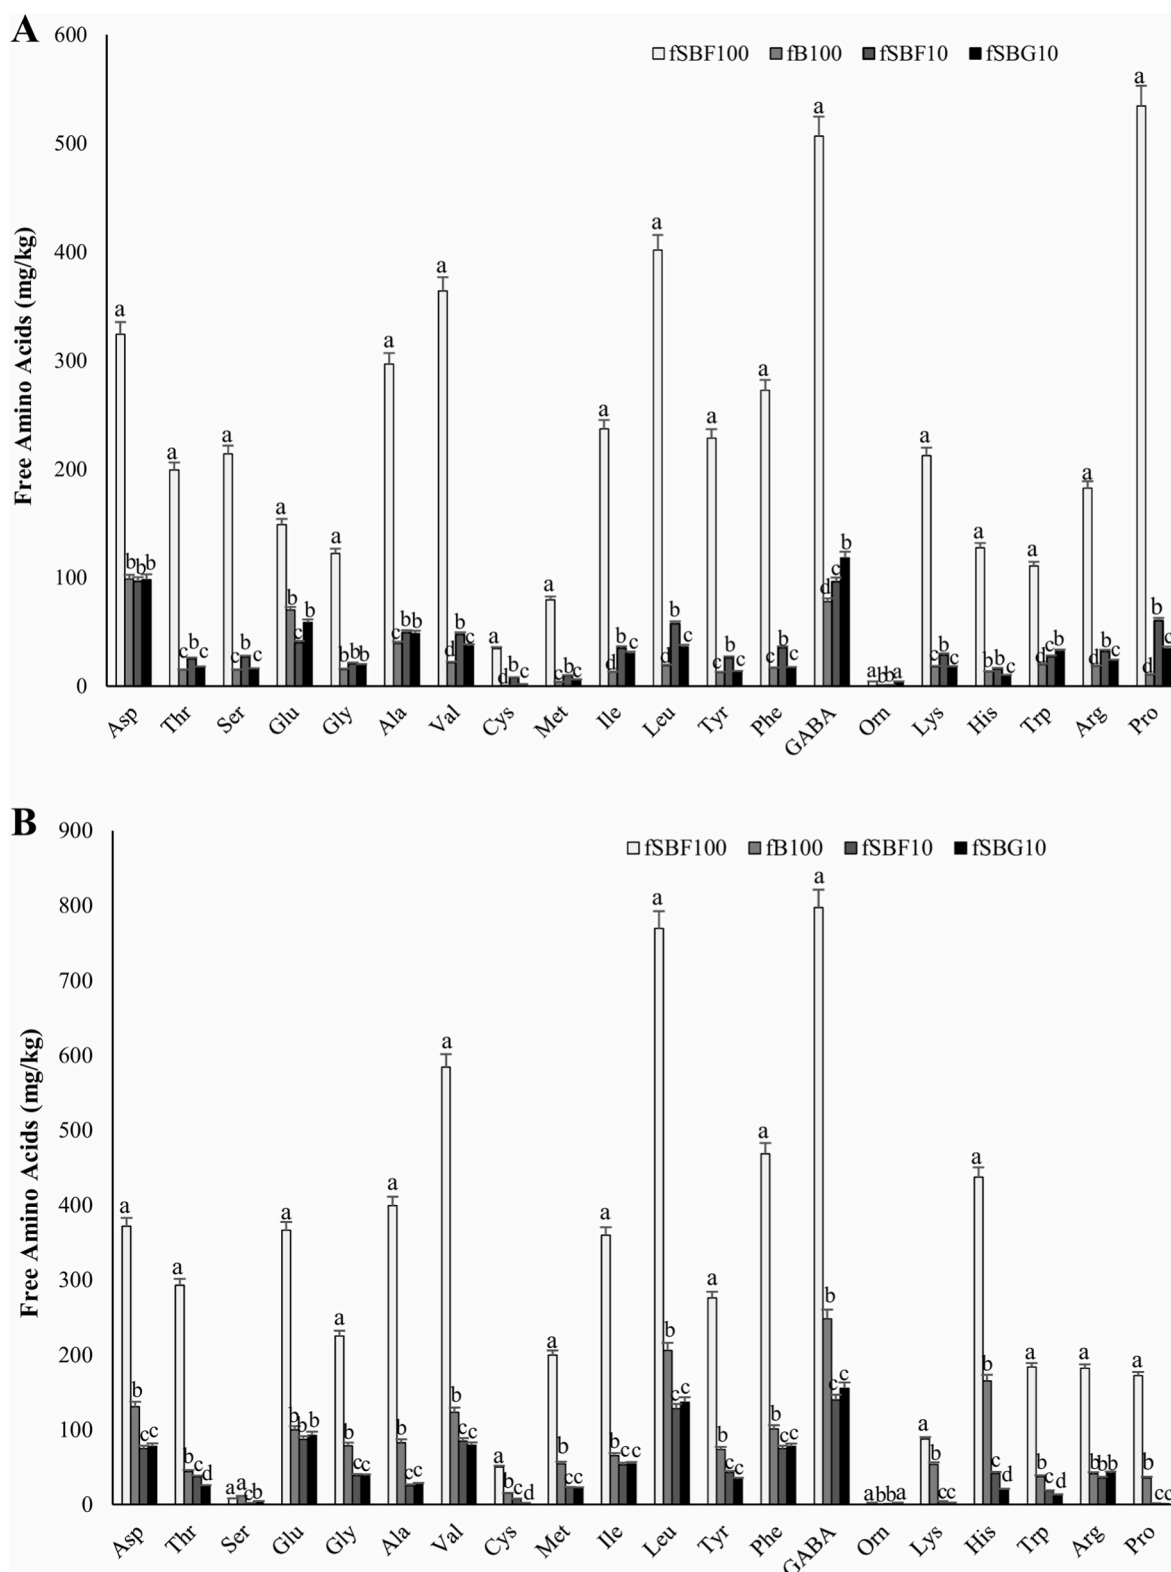 A
600
500
400
300
200
100
0
Free Amino Acids (mg/kg)
fSBF100 fB100 fSBF10 fSBG10
a b b b
a c b c
a c b c
a b c b
a b b b
a c b b
a d b c
a d b c
a c b c
a d b c
a d b c
a c b c
a c b c
a d c b
a b b a
a c b c
a b b c
a d c b
a d b c
a d b c
Asp Thr Ser Glu Gly Ala Val Cys Met Ile Leu Tyr Phe GABA Orn Lys His Trp Arg Pro
B
900
800
700
600
500
400
300
200
100
0
Free Amino Acids (mg/kg)
fSBF100 fB100 fSBF10 fSBG10
a b c c
a b c d
a a c b
a b b b
a b c c
a b c c
a b c c
a b c d
a b c c
a b c c
a b c c
a b c c
a b c c
a b c c
a b b a
a b c c
a b c d
a b c d
a b b b
a b c c
Asp Thr Ser Glu Gly Ala Val Cys Met Ile Leu Tyr Phe GABA Orn Lys His Trp Arg Pro